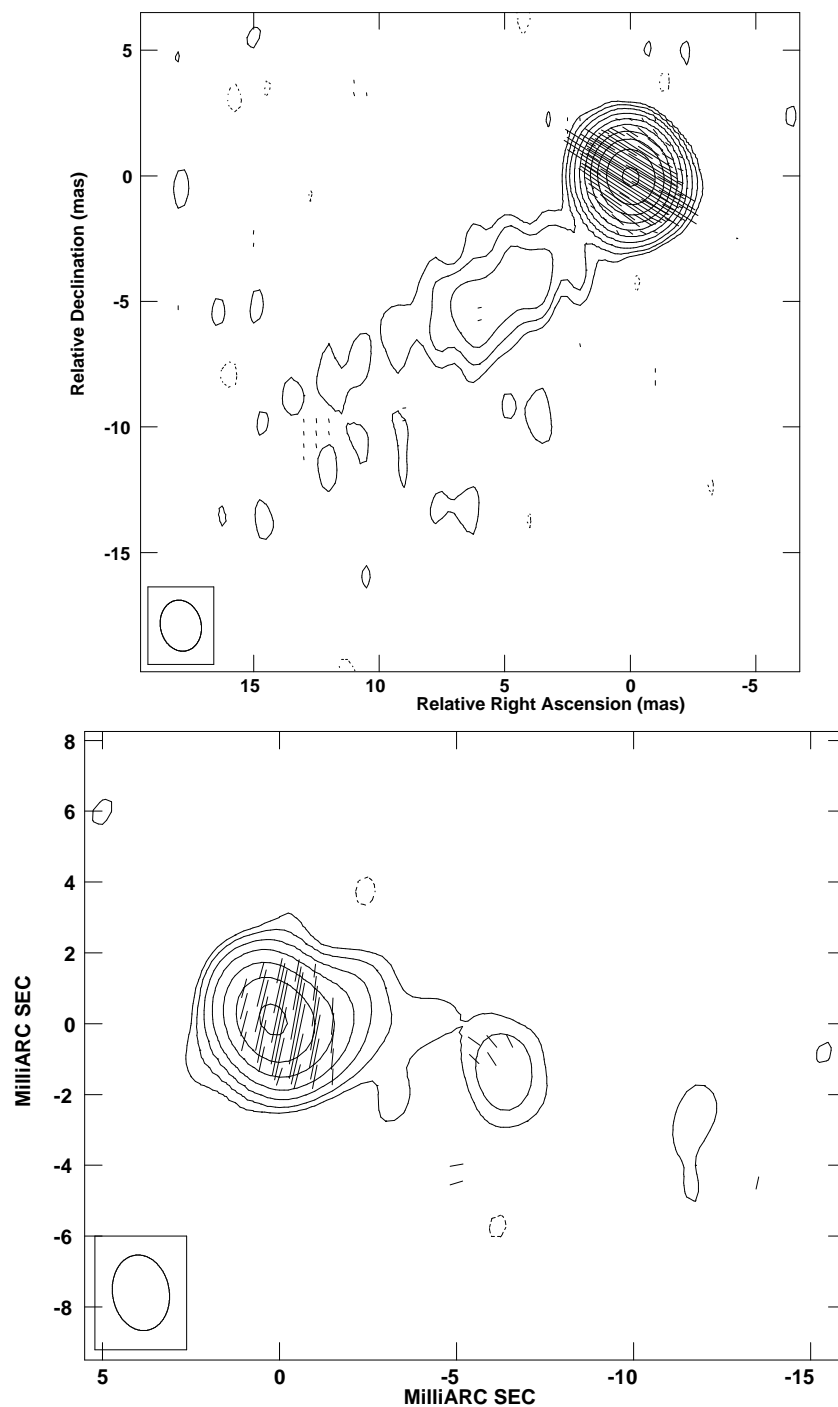 5
0
-5
-10
-15
Relative Declination (mas)
15 10 5 0 -5
Relative Right Ascension (mas)
8
6
4
2
0
-2
-4
-6
-8
MilliARC SEC
5 0 -5 -10 -15
MilliARC SEC